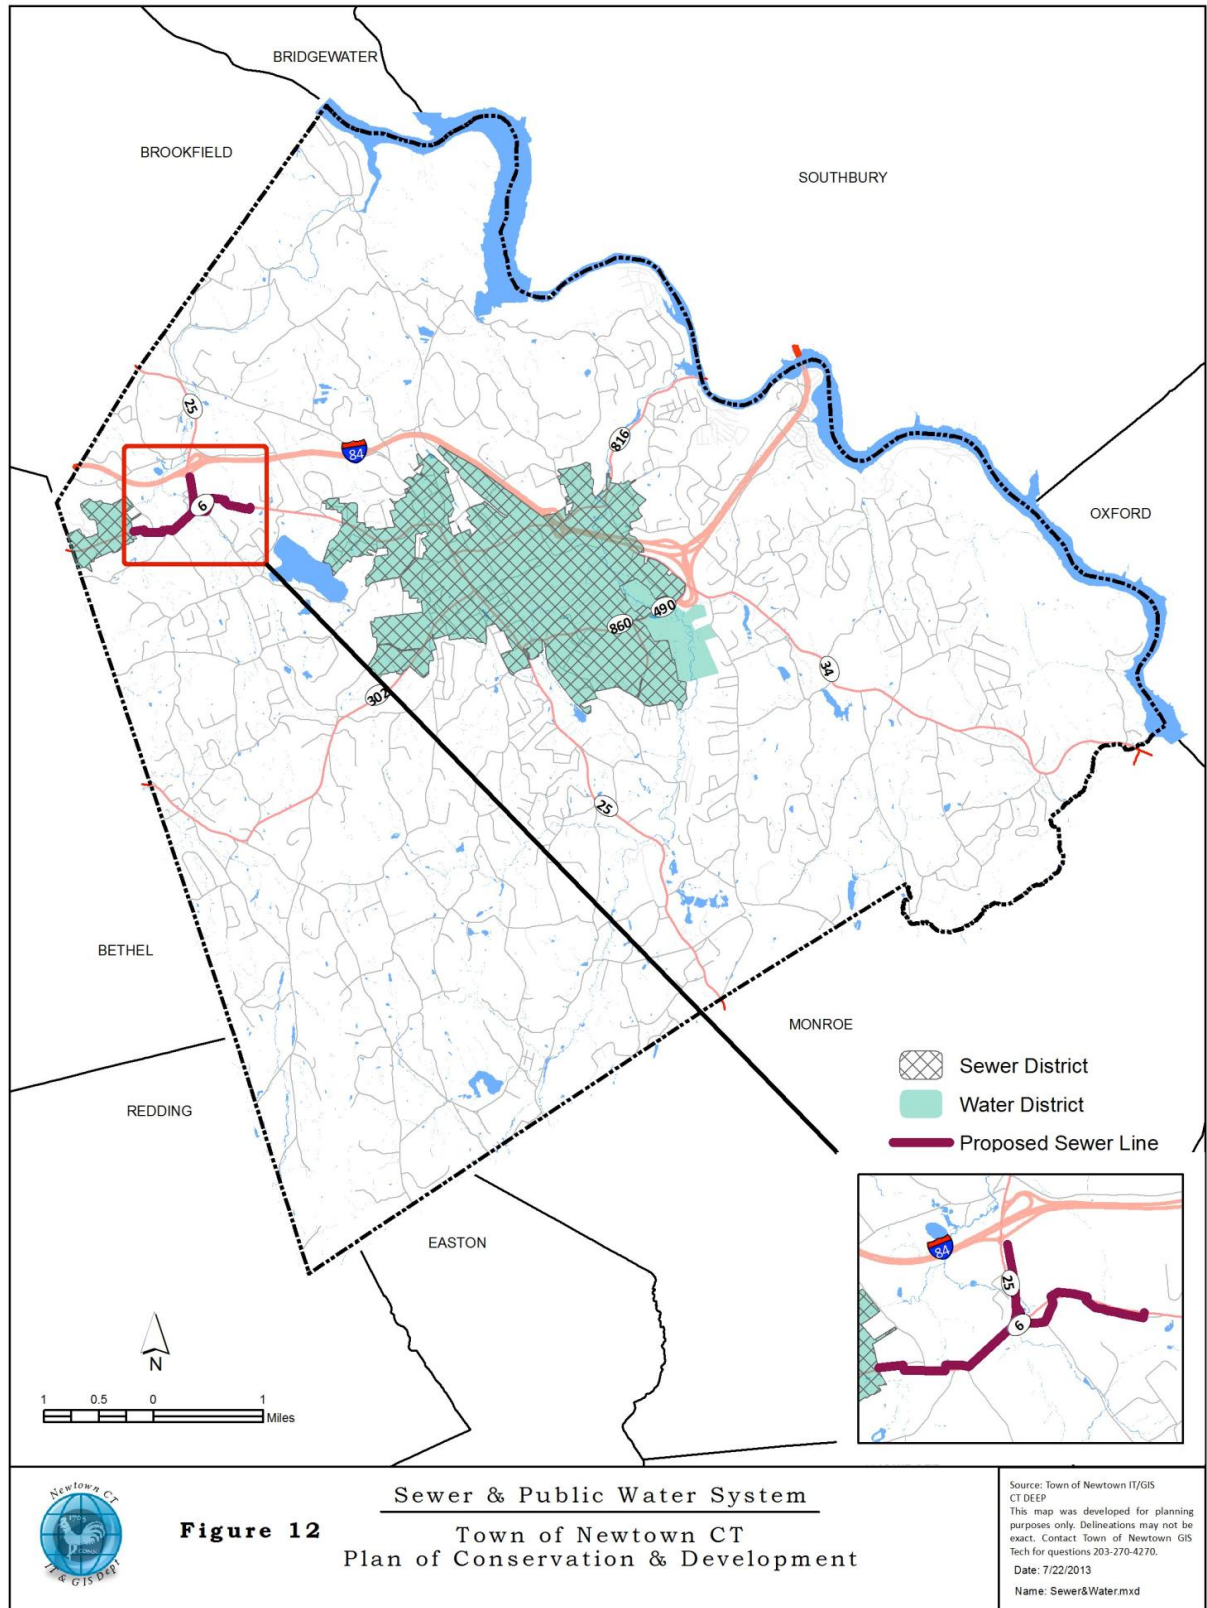 BRIDGEWATER
BROOKFIELD
SOUTHBURY
25
84
816
6
OXFORD
490
860
34
302
25
BETHEL
MONROE
Sewer District
Water District
REDDING
Proposed Sewer Line
EASTON
84
25
6
N
1 0.5 0 1
Miles
Newtown CT
1705
CONN.
IT & GIS Dept
Figure 12
Sewer & Public Water System
Town of Newtown CT
Plan of Conservation & Development
Source: Town of Newtown IT/GIS
CT DEEP
This map was developed for planning
purposes only. Delineations may not be
exact. Contact Town of Newtown GIS
Tech for questions 203-270-4270.
Date: 7/22/2013
Name: Sewer&Water.mxd